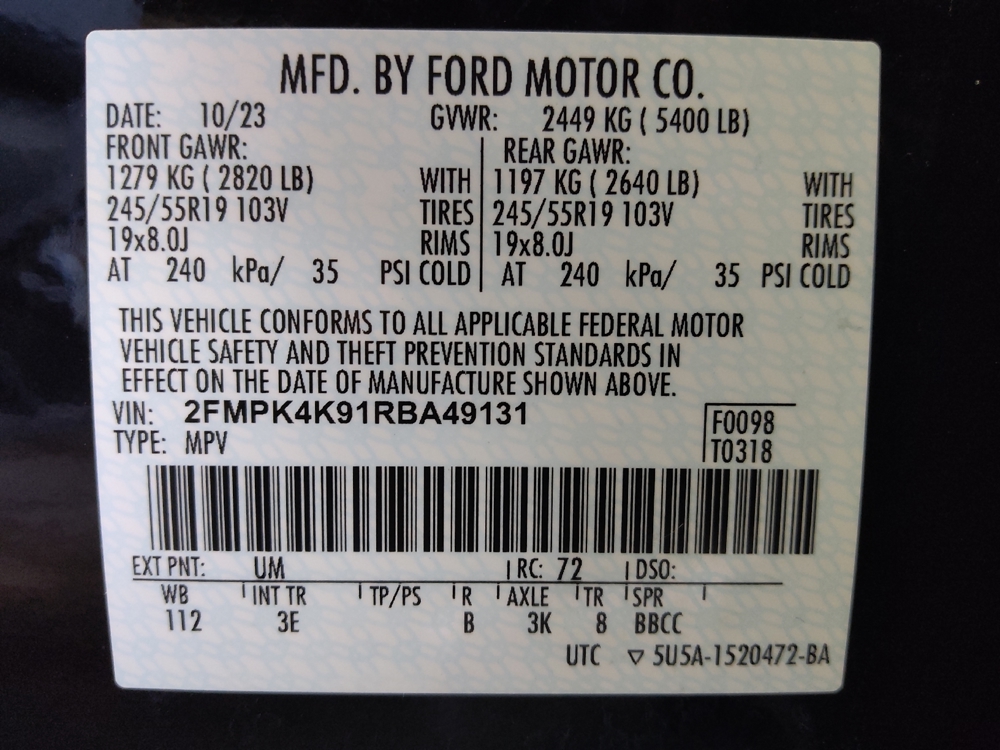 MFD. BY FORD MOTOR CO.
DATE: 10/23 GVWR: 2449 KG ( 5400 LB)
FRONT GAWR: REAR GAWR:
1279 KG ( 2820 LB) WITH 1197 KG ( 2640 LB) WITH
245/55R19 103V TIRES 245/55R19 103V TIRES
19x8.0J RIMS 19x8.0J RIMS
AT 240 kPa/ 35 PSI COLD AT 240 kPa/ 35 PSI COLD
THIS VEHICLE CONFORMS TO ALL APPLICABLE FEDERAL MOTOR
VEHICLE SAFETY AND THEFT PREVENTION STANDARDS IN
EFFECT ON THE DATE OF MANUFACTURE SHOWN ABOVE.
VIN: 2FMPK4K91RBA49131 F0098
TYPE: MPV T0318
EXT PNT: UM RC: 72 DSO:
WB INT TR TP/PS R AXLE TR SPR
112 3E B 3K 8 BBCC
UTC ▽ 5U5A-1520472-BA